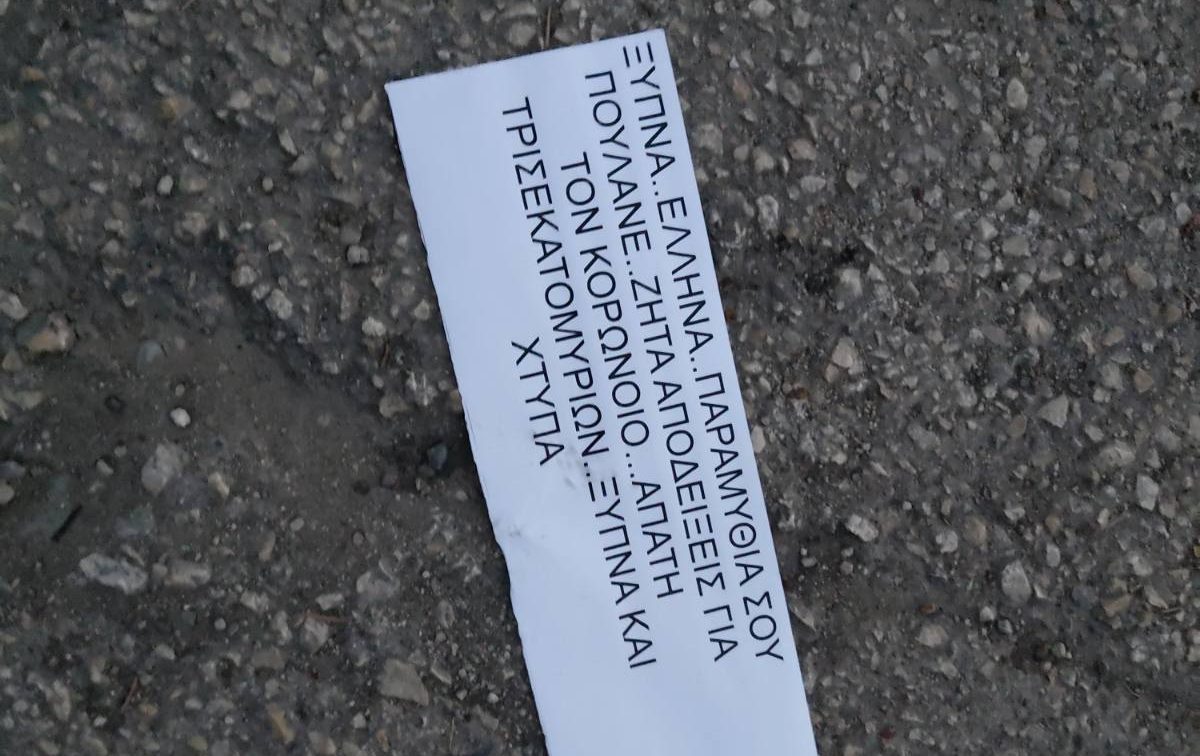 ΞΥΠΝΑ..ΕΛΛΗΝΑ...ΠΑΡΑΜΥΘΙΑ ΣΟΥ
ΠΟΥΛΑΝΕ..ΖΗΤΑ ΑΠΟΔΕΙΞΕΙΣ ΓΙΑ
ΤΟΝ ΚΟΡΩΝΟΙΟ ...ΑΠΑΤΗ
ΤΡΙΣΕΚΑΤΟΜΥΡΙΩΝ...ΞΥΠΝΑ ΚΑΙ
ΧΤΥΠΑ